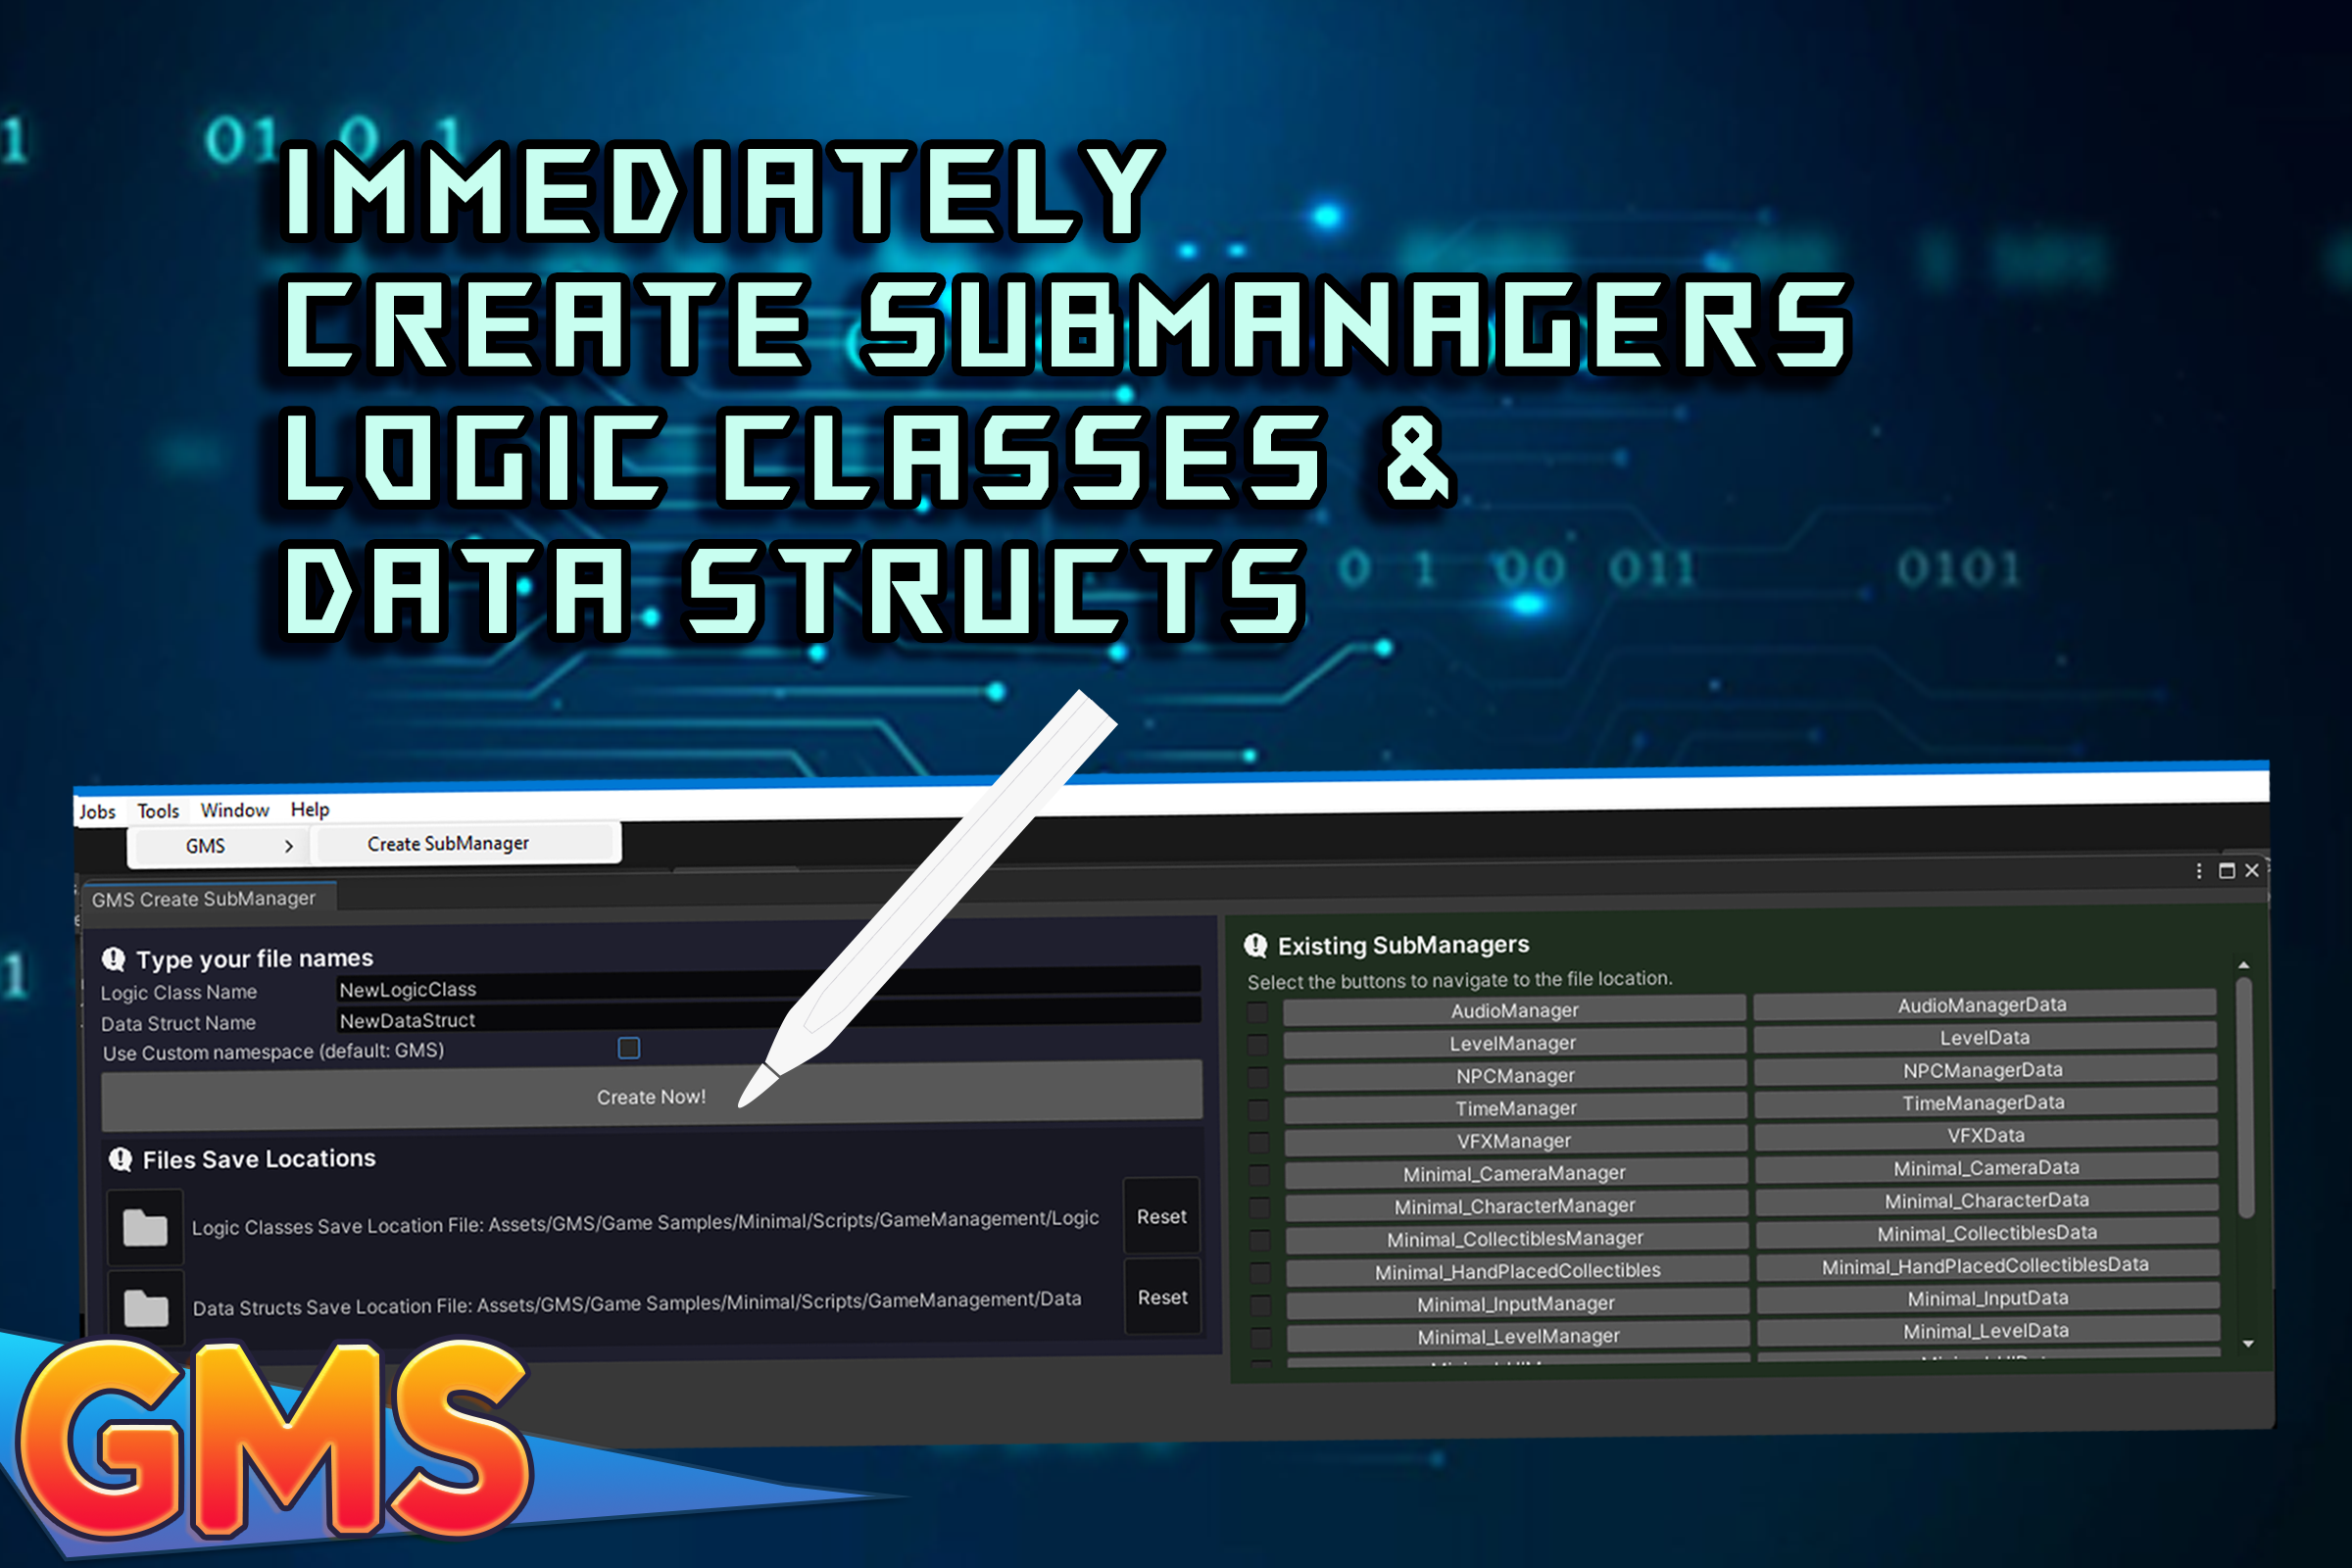 1 01 0 1
IMMEDIATELY
CREATE SUBMANAGERS
LOGIC CLASSES &
DATA STRUCTS
0 1 00 011 0101
Jobs Tools Window Help
GMS > Create SubManager
GMS Create SubManager
Type your file names
Logic Class Name NewLogicClass
Data Struct Name NewDataStruct
Use Custom namespace (default: GMS)
Create Now!
Files Save Locations
Logic Classes Save Location File: Assets/GMS/Game Samples/Minimal/Scripts/GameManagement/Logic Reset
Data Structs Save Location File: Assets/GMS/Game Samples/Minimal/Scripts/GameManagement/Data Reset
Existing SubManagers
Select the buttons to navigate to the file location.
AudioManager AudioManagerData
LevelManager LevelData
NPCManager NPCManagerData
TimeManager TimeManagerData
VFXManager VFXData
Minimal_CameraManager Minimal_CameraData
Minimal_CharacterManager Minimal_CharacterData
Minimal_CollectiblesManager Minimal_CollectiblesData
Minimal_HandPlacedCollectibles Minimal_HandPlacedCollectiblesData
Minimal_InputManager Minimal_InputData
Minimal_LevelManager Minimal_LevelData
1
GMS